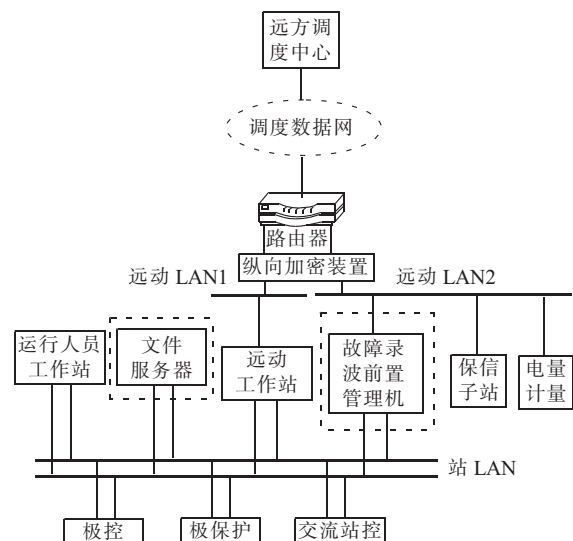 远方调
度中心
调度数据网
路由器
纵向加密装置
远动 LAN1
远动 LAN2
运行人员
工作站
文件
服务器
远动
工作站
故障录
波前置
管理机
保信
子站
电量
计量
站 LAN
极控
极保护
交流站控